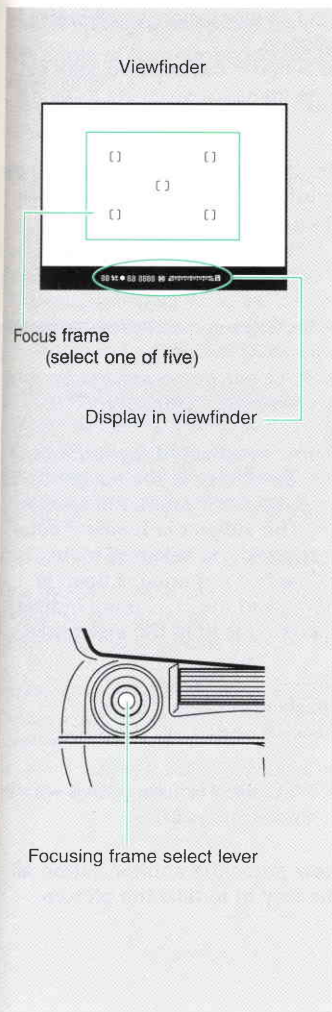 Viewfinder
Focus frame
(select one of five)
Display in viewfinder
Focusing frame select lever